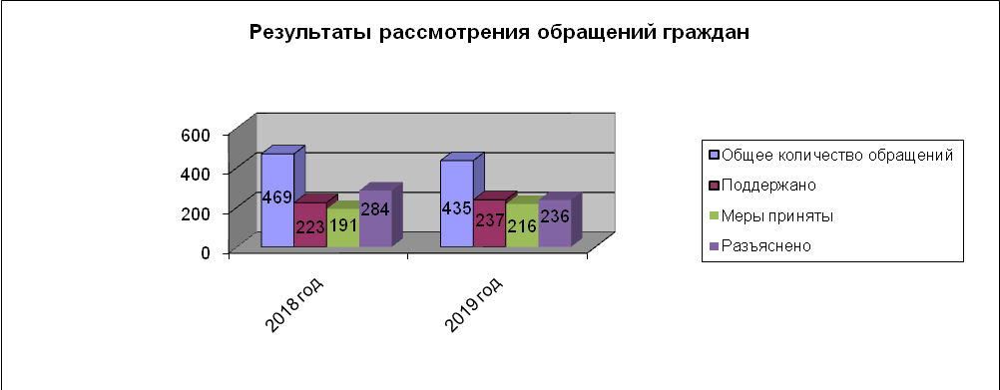 Результаты рассмотрения обращений граждан
600
400
200
0
469
223
191
284
435
237
216
236
2018 год
2019 год
Общее количество обращений
Поддержано
Меры приняты
Разъяснено